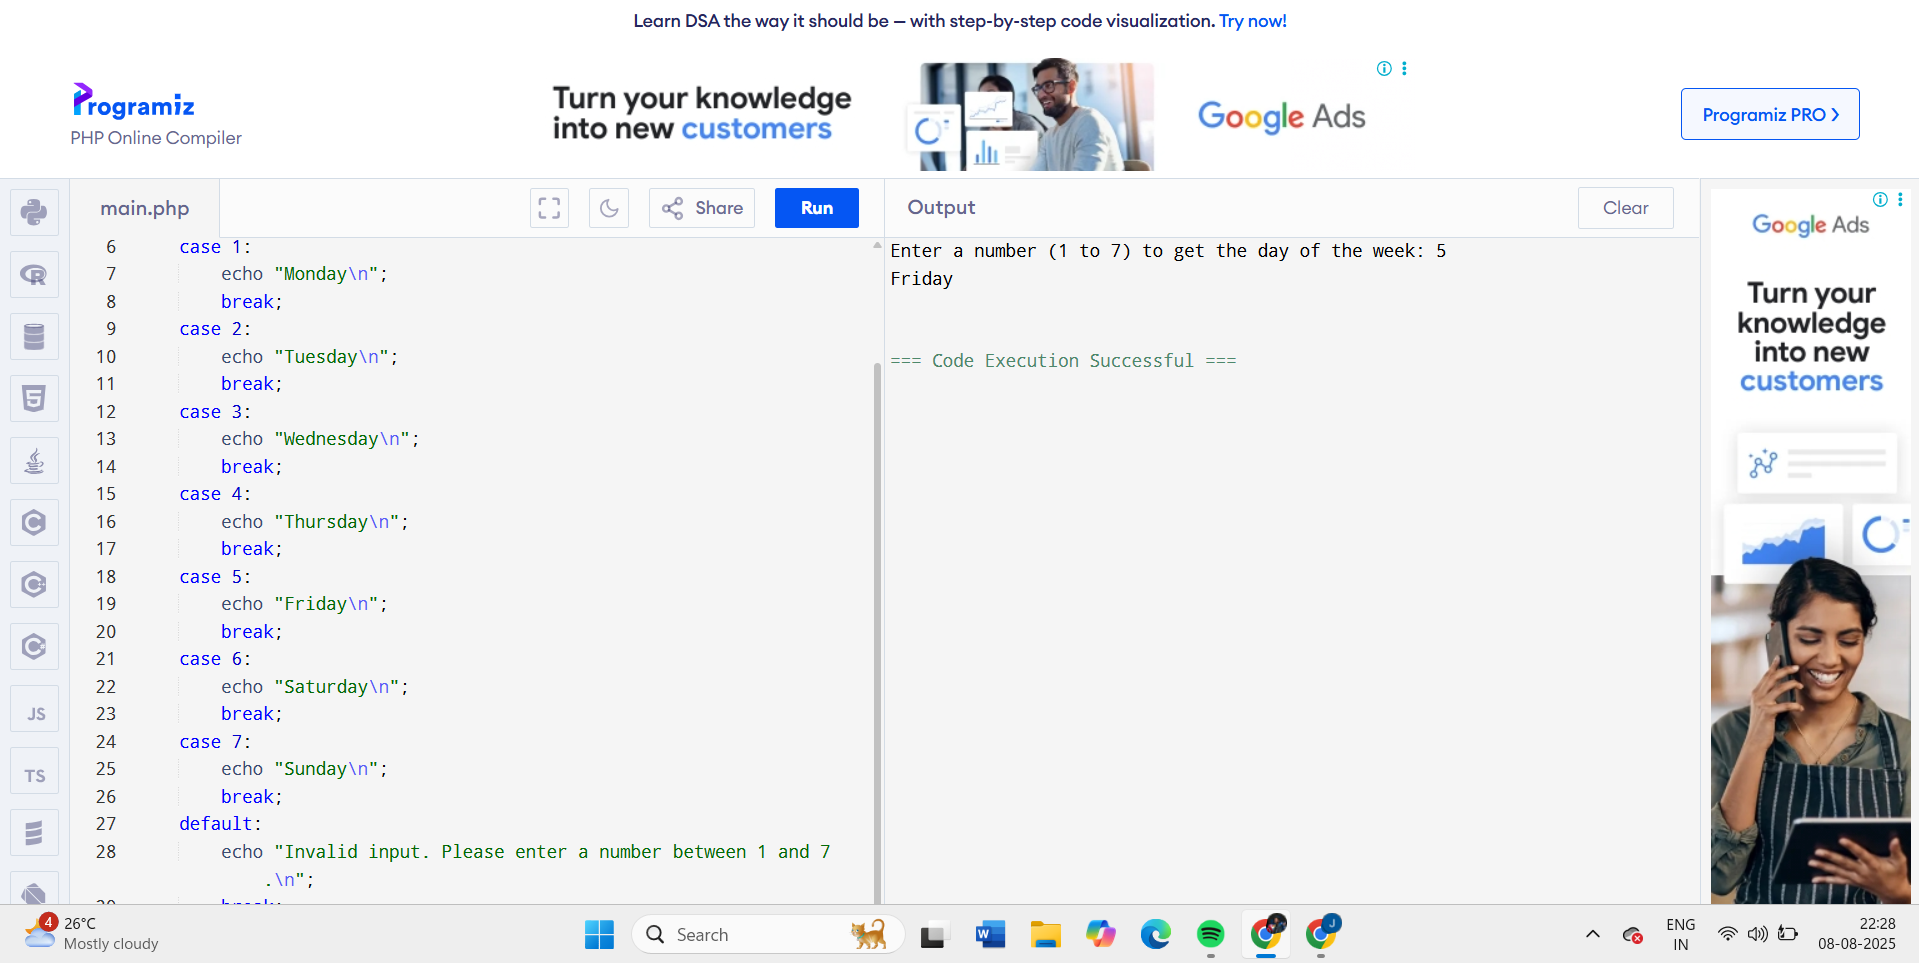 Learn DSA the way it should be — with step-by-step code visualization. Try now!
Programiz
PHP Online Compiler
Turn your knowledge
into new customers
Google Ads
Programiz PRO
main.php
Share
Run
Output
Clear
6 case 1:
7 echo "Monday\n";
8 break;
9 case 2:
10 echo "Tuesday\n";
11 break;
12 case 3:
13 echo "Wednesday\n";
14 break;
15 case 4:
16 echo "Thursday\n";
17 break;
18 case 5:
19 echo "Friday\n";
20 break;
21 case 6:
22 echo "Saturday\n";
23 break;
24 case 7:
25 echo "Sunday\n";
26 break;
27 default:
28 echo "Invalid input. Please enter a number between 1 and 7
.\n";
Enter a number (1 to 7) to get the day of the week: 5
Friday
=== Code Execution Successful ===
Google Ads
Turn your
knowledge
into new
customers
R
JS
TS
4
26°C
Mostly cloudy
Search
W
J
ENG
IN
22:28
08-08-2025